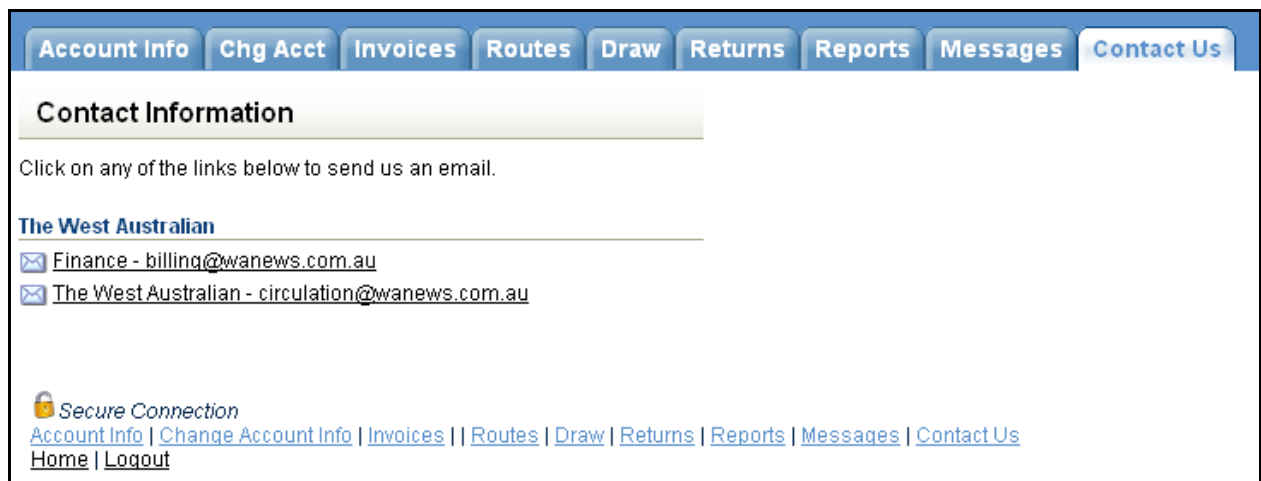 Account Info Chg Acct Invoices Routes Draw Returns Reports Messages Contact Us
Contact Information
Click on any of the links below to send us an email.
The West Australian
Finance - billing@wanews.com.au
The West Australian - circulation@wanews.com.au
Secure Connection
Account Info | Change Account Info | Invoices | | Routes | Draw | Returns | Reports | Messages | Contact Us
Home | Logout